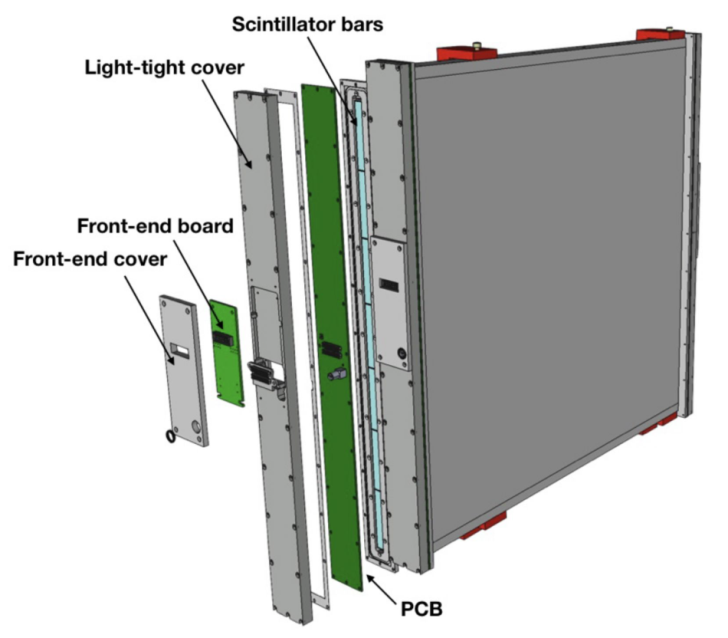 Scintillator bars
Light-tight cover
Front-end board
Front-end cover
PCB